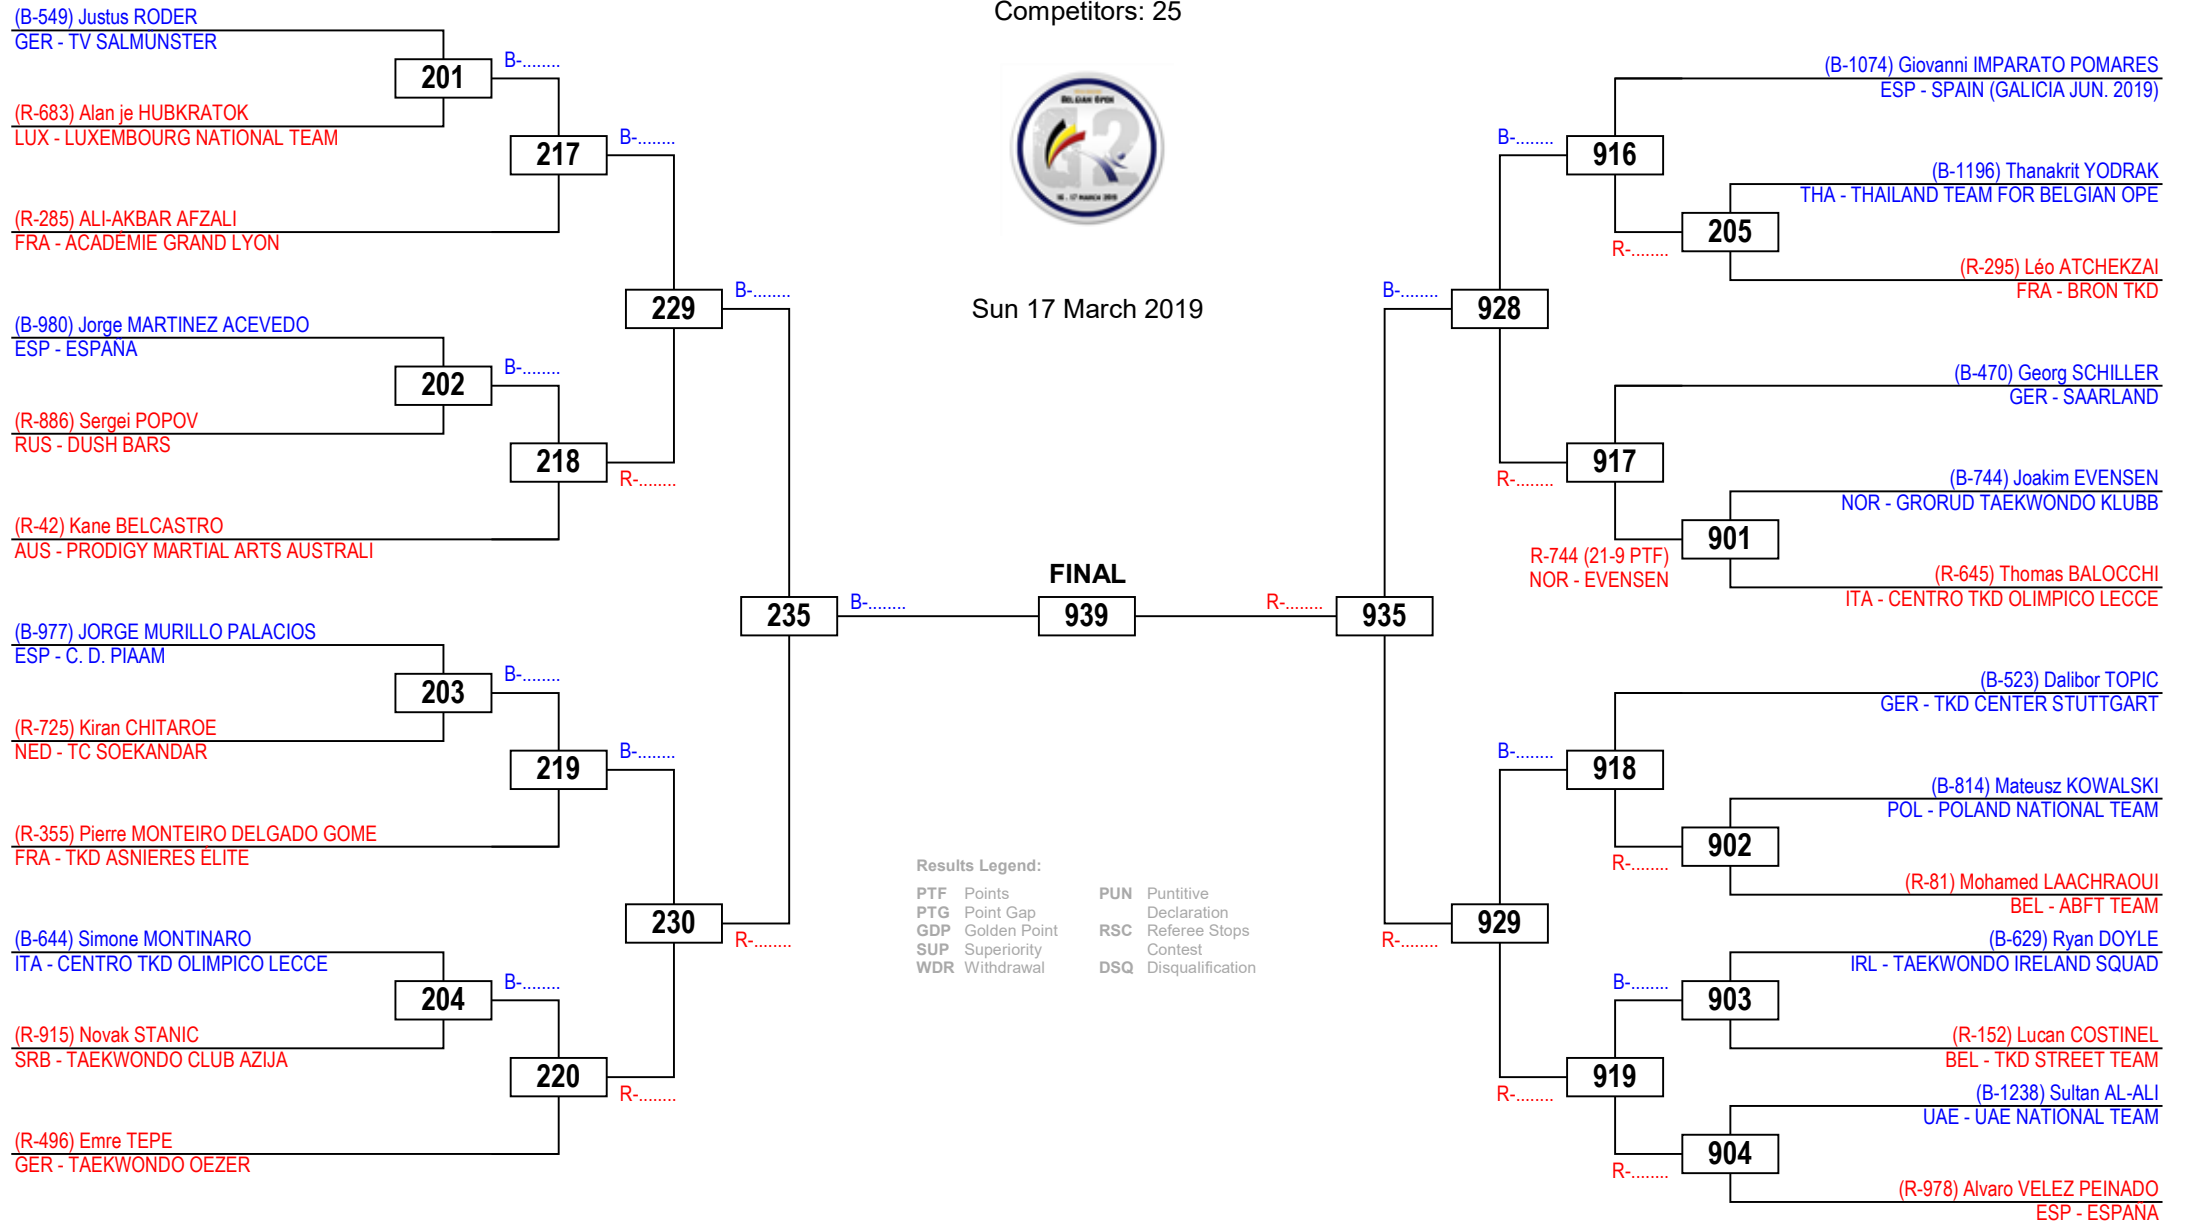 Competitors: 25
BELGIAN OPEN
G2
16 - 17 MARCH 2019
Sun 17 March 2019
(B-549) Justus RODER
GER - TV SALMÜNSTER
201
B-........
(R-683) Alan je HUBKRATOK
LUX - LUXEMBOURG NATIONAL TEAM
217
B-........
(R-285) ALI-AKBAR AFZALI
FRA - ACADÉMIE GRAND LYON
229
B-........
(B-980) Jorge MARTINEZ ACEVEDO
ESP - ESPAÑA
202
B-........
(R-886) Sergei POPOV
RUS - DUSH BARS
218
R-........
(R-42) Kane BELCASTRO
AUS - PRODIGY MARTIAL ARTS AUSTRALI
235
B-........
(B-977) JORGE MURILLO PALACIOS
ESP - C. D. PIAAM
203
B-........
(R-725) Kiran CHITAROE
NED - TC SOEKANDAR
219
B-........
(R-355) Pierre MONTEIRO DELGADO GOME
FRA - TKD ASNIERES ÉLITE
230
R-........
(B-644) Simone MONTINARO
ITA - CENTRO TKD OLIMPICO LECCE
204
B-........
(R-915) Novak STANIC
SRB - TAEKWONDO CLUB AZIJA
220
R-........
(R-496) Emre TEPE
GER - TAEKWONDO OEZER
FINAL
939
Results Legend:
PTF Points
PTG Point Gap
GDP Golden Point
SUP Superiority
WDR Withdrawal
PUN Puntitive
Declaration
RSC Referee Stops
Contest
DSQ Disqualification
(B-1074) Giovanni IMPARATO POMARES
ESP - SPAIN (GALICIA JUN. 2019)
B-........
916
(B-1196) Thanakrit YODRAK
THA - THAILAND TEAM FOR BELGIAN OPE
205
R-........
(R-295) Léo ATCHEKZAI
FRA - BRON TKD
B-........
928
(B-470) Georg SCHILLER
GER - SAARLAND
917
R-........
(B-744) Joakim EVENSEN
NOR - GRORUD TAEKWONDO KLUBB
901
R-744 (21-9 PTF)
NOR - EVENSEN
(R-645) Thomas BALOCCHI
ITA - CENTRO TKD OLIMPICO LECCE
R-........
935
(B-523) Dalibor TOPIC
GER - TKD CENTER STUTTGART
B-........
918
(B-814) Mateusz KOWALSKI
POL - POLAND NATIONAL TEAM
902
R-........
(R-81) Mohamed LAACHRAOUI
BEL - ABFT TEAM
929
R-........
(B-629) Ryan DOYLE
IRL - TAEKWONDO IRELAND SQUAD
B-........
903
(R-152) Lucan COSTINEL
BEL - TKD STREET TEAM
919
R-........
(B-1238) Sultan AL-ALI
UAE - UAE NATIONAL TEAM
904
R-........
(R-978) Alvaro VELEZ PEINADO
ESP - ESPAÑA